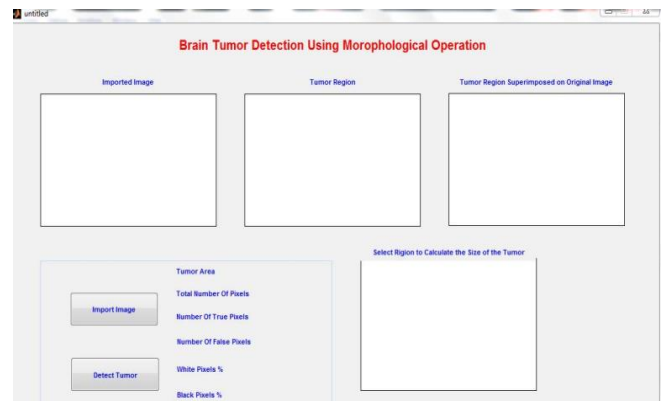 untitled
Brain Tumor Detection Using Morophological Operation
Imported Image
Tumor Region
Tumor Region Superimposed on Original Image
Select Rigion to Calculate the Size of the Tumor
Tumor Area
Total Number Of Pixels
Import Image
Number Of True Pixels
Number Of False Pixels
White Pixels %
Detect Tumor
Black Pixels %